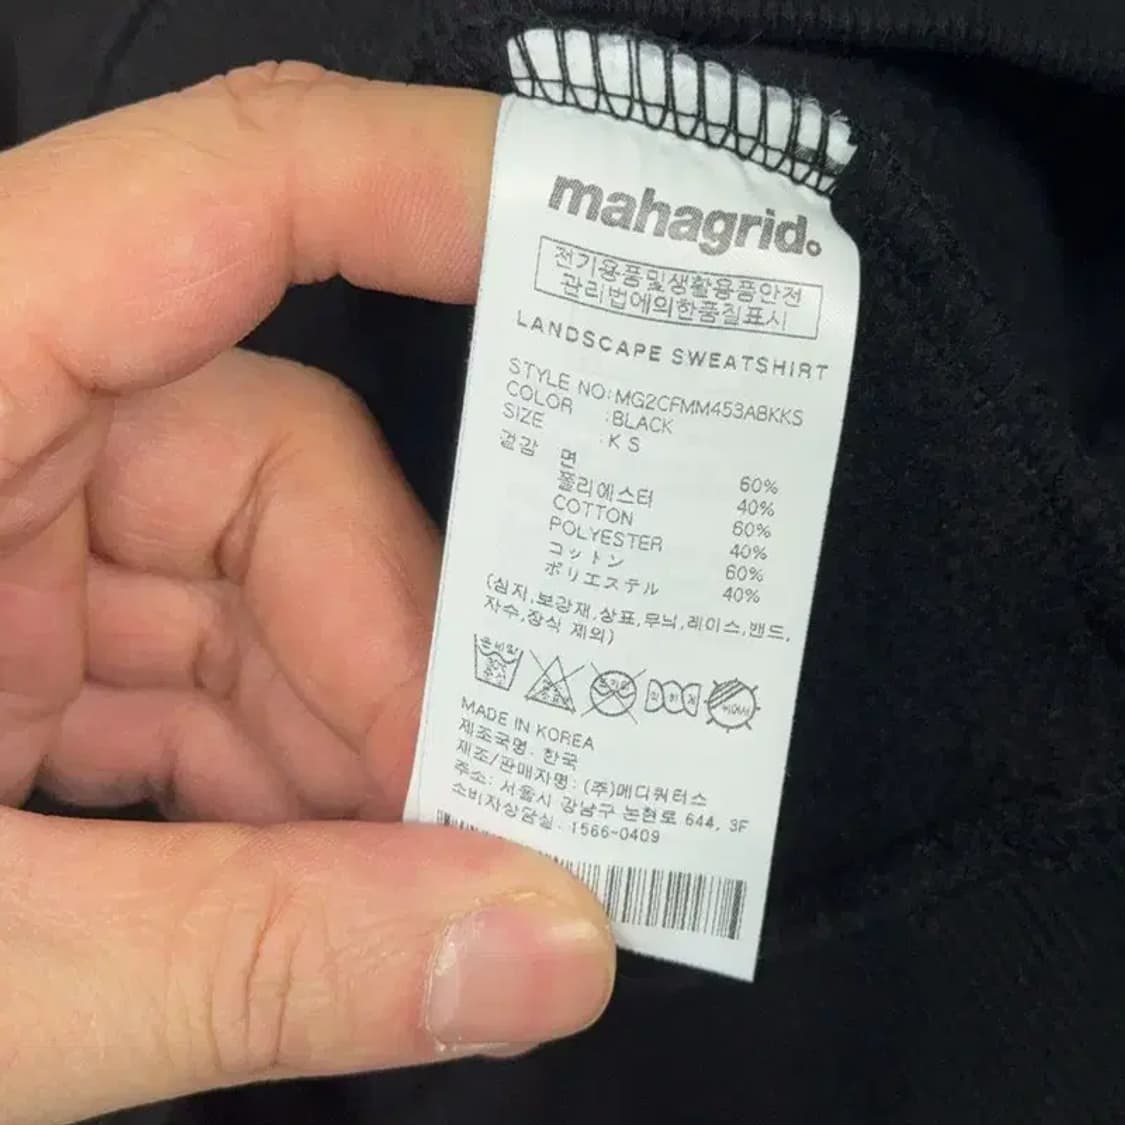 mahagrid.
전기용품및생활용품안전
관리법에의한품질표시
LANDSCAPE SWEATSHIRT
STYLE NO:MG2CFMM453ABKKS
COLOR :BLACK
SIZE :K S
겉감 면 60%
폴리에스터 40%
COTTON 60%
POLYESTER 40%
コットン 60%
ポリエステル 40%
(심지,보강재,상표,무늬,레이스,밴드,
자수,장식 제외)
MADE IN KOREA
제조국명: 한국
제조/판매자명: (주)메디쿼터스
주소: 서울시 강남구 논현로 644, 3F
소비자상담실: 1566-0409